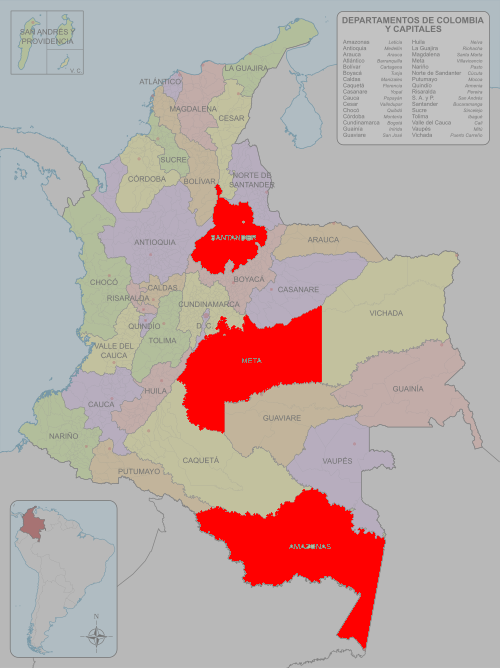 SAN ANDRÉS Y
PROVIDENCIA
DEPARTAMENTOS DE COLOMBIA
Y CAPITALES
Amazonas Leticia
Antioquia Medellín
Arauca Arauca
Atlántico Barranquilla
Bolívar Cartagena
Boyacá Tunja
Caldas Manizales
Caquetá Florencia
Casanare Yopal
Cauca Popayán
Cesar Valledupar
Chocó Quibdó
Córdoba Montería
Cundinamarca Bogotá
Guainía Inírida
Guaviare San José
Huila Neiva
La Guajira Riohacha
Magdalena Santa Marta
Meta Villavicencio
Nariño Pasto
Norte de Santander Cúcuta
Putumayo Mocoa
Quindío Armenia
Risaralda Pereira
S. A. y P. San Andrés
Santander Bucaramanga
Sucre Sincelejo
Tolima Ibagué
Valle del Cauca Cali
Vaupés Mitú
Vichada Puerto Carreño
LA GUAJIRA
ATLÁNTICO
MAGDALENA
CESAR
SUCRE
CÓRDOBA
BOLÍVAR
NORTE DE
SANTANDER
SANTANDER
ANTIOQUIA
ARAUCA
CHOCÓ
BOYACÁ
CALDAS
RISARALDA
CASANARE
CUNDINAMARCA
VICHADA
QUINDÍO
D. C.
TOLIMA
VALLE DEL
CAUCA
META
HUILA
GUAINÍA
CAUCA
GUAVIARE
NARIÑO
CAQUETÁ
VAUPÉS
PUTUMAYO
AMAZONAS
N